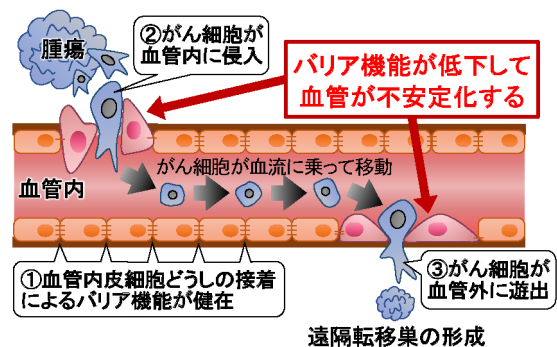 腫瘍
②がん細胞が
血管内に侵入
バリア機能が低下して
血管が不安定化する
がん細胞が血流に乗って移動
血管内
①血管内皮細胞どうしの接着
によるバリア機能が健在
③がん細胞が
血管外に遊出
遠隔転移巣の形成